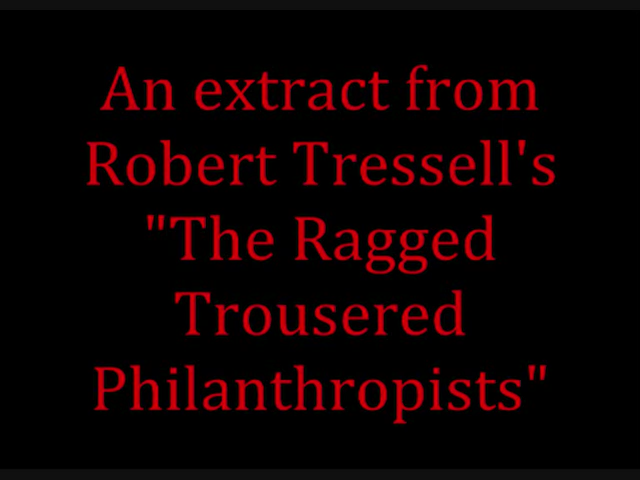 An extract from
Robert Tressell's
"The Ragged
Trousered
Philanthropists"